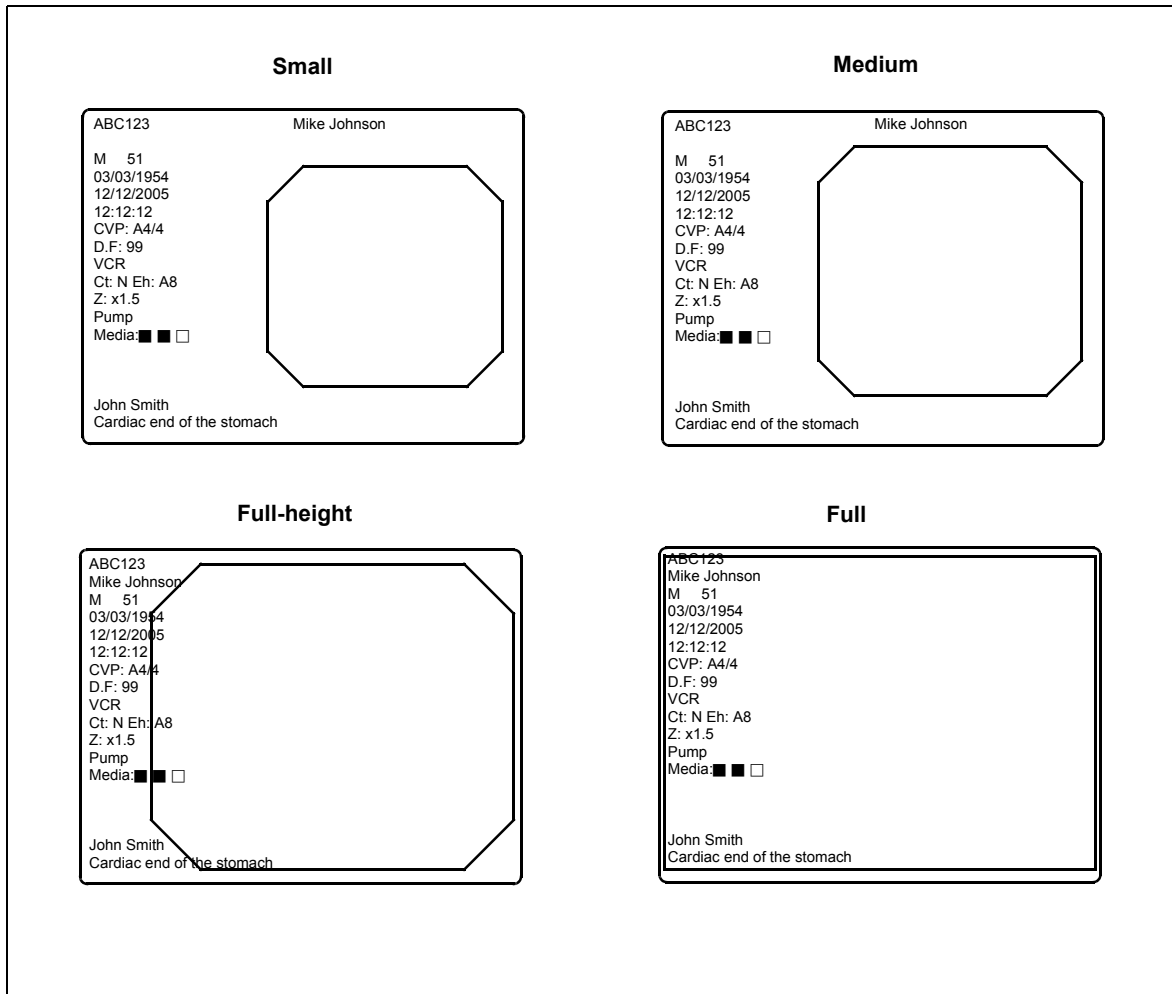 Small
ABC123 Mike Johnson
M 51
03/03/1954
12/12/2005
12:12:12
CVP: A4/4
D.F: 99
VCR
Ct: N Eh: A8
Z: x1.5
Pump
Media:■ ■ □
John Smith
Cardiac end of the stomach
Medium
ABC123 Mike Johnson
M 51
03/03/1954
12/12/2005
12:12:12
CVP: A4/4
D.F: 99
VCR
Ct: N Eh: A8
Z: x1.5
Pump
Media:■ ■ □
John Smith
Cardiac end of the stomach
Full-height
ABC123
Mike Johnson
M 51
03/03/1954
12/12/2005
12:12:12
CVP: A4/4
D.F: 99
VCR
Ct: N Eh: A8
Z: x1.5
Pump
Media:■ ■ □
John Smith
Cardiac end of the stomach
Full
ABC123
Mike Johnson
M 51
03/03/1954
12/12/2005
12:12:12
CVP: A4/4
D.F: 99
VCR
Ct: N Eh: A8
Z: x1.5
Pump
Media:■ ■ □
John Smith
Cardiac end of the stomach